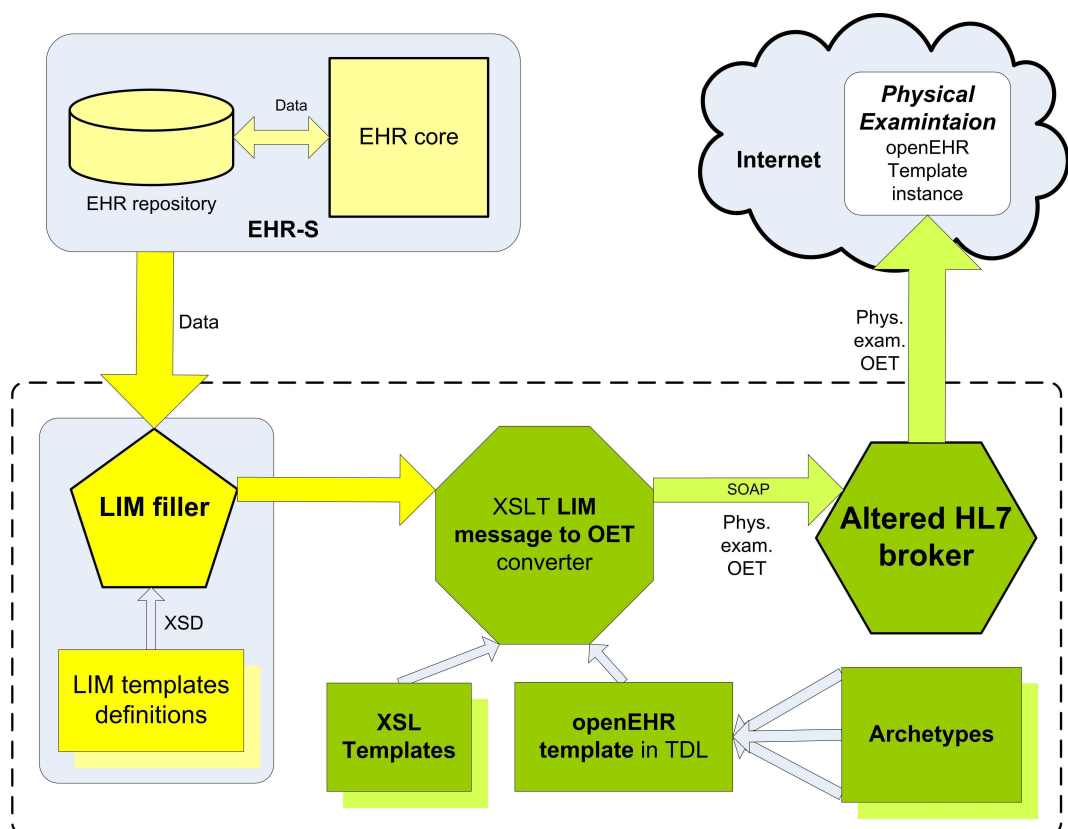 Data
EHR core
EHR repository
EHR-S
Physical
Examintaion
openEHR
Template
instance
Internet
Data
Phys.
exam.
OET
LIM filler
XSD
LIM templates
definitions
XSLT LIM
message to OET
converter
SOAP
Phys.
exam.
OET
Altered HL7
broker
XSL
Templates
openEHR
template in TDL
Archetypes